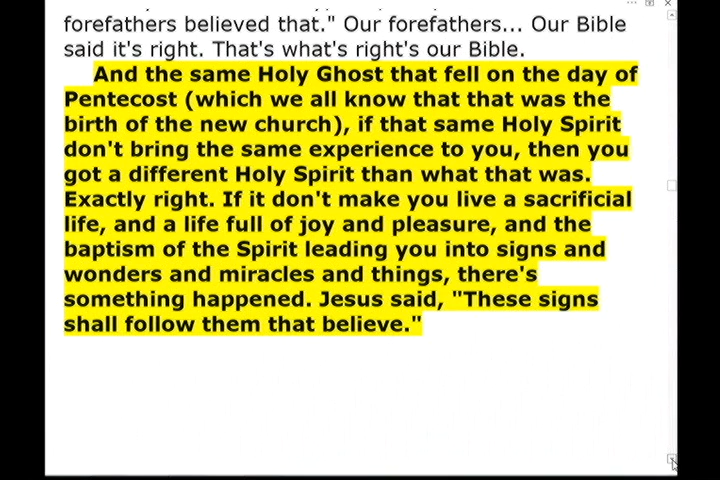 forefathers believed that." Our forefathers... Our Bible
said it's right. That's what's right's our Bible.
And the same Holy Ghost that fell on the day of
Pentecost (which we all know that that was the
birth of the new church), if that same Holy Spirit
don't bring the same experience to you, then you
got a different Holy Spirit than what that was.
Exactly right. If it don't make you live a sacrificial
life, and a life full of joy and pleasure, and the
baptism of the Spirit leading you into signs and
wonders and miracles and things, there's
something happened. Jesus said, "These signs
shall follow them that believe."